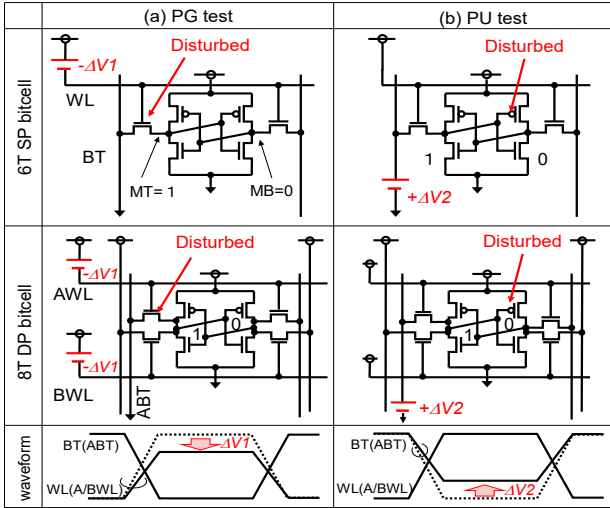 (a) PG test
(b) PU test
6T SP bitcell
-ΔV1
Disturbed
WL
BT
MT= 1
MB=0
Disturbed
1
0
+ΔV2
8T DP bitcell
Disturbed
-ΔV1
AWL
1
0
-ΔV1
BWL
ABT
Disturbed
1
0
+ΔV2
waveform
BT(ABT)
ΔV1
WL(A/BWL)
BT(ABT)
WL(A/BWL)
ΔV2